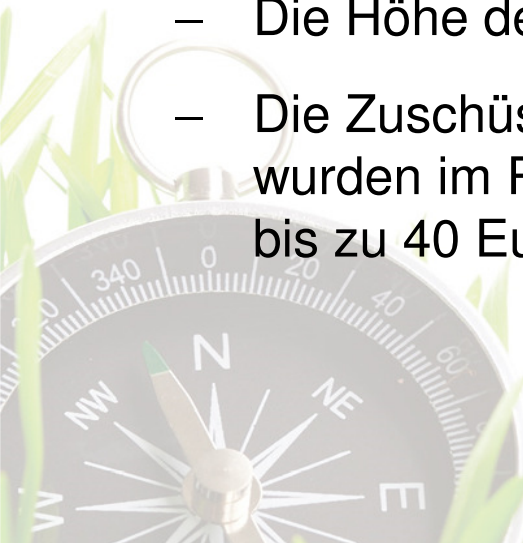 – Die Höhe de
– Die Zuschüs
wurden im
bis zu 40 Eu
340 0 20 40 60
N
NW NE
W E